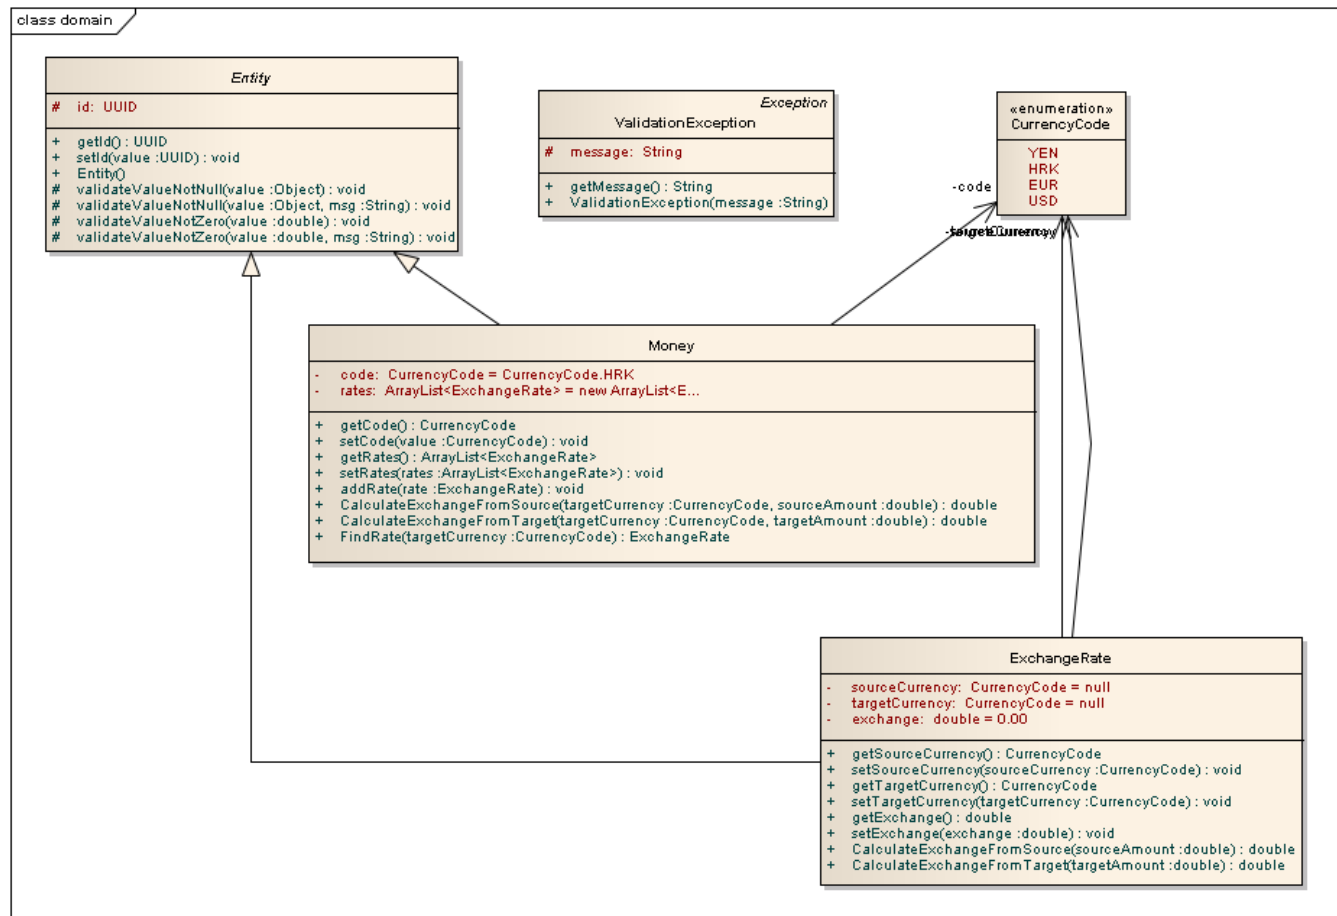 class domain
Entity
# id: UUID
+ getId() : UUID
+ setId(value :UUID) : void
+ Entity()
# validateValueNotNull(value :Object) : void
# validateValueNotNull(value :Object, msg :String) : void
# validateValueNotZero(value :double) : void
# validateValueNotZero(value :double, msg :String) : void
Exception
ValidationException
# message: String
+ getMessage() : String
+ ValidationException(message :String)
«enumeration»
CurrencyCode
YEN
HRK
EUR
USD
-code
Money
- code: CurrencyCode = CurrencyCode.HRK
- rates: ArrayList<ExchangeRate> = new ArrayList<E...
+ getCode() : CurrencyCode
+ setCode(value :CurrencyCode) : void
+ getRates() : ArrayList<ExchangeRate>
+ setRates(rates :ArrayList<ExchangeRate>) : void
+ addRate(rate :ExchangeRate) : void
+ CalculateExchangeFromSource(targetCurrency :CurrencyCode, sourceAmount :double) : double
+ CalculateExchangeFromTarget(targetCurrency :CurrencyCode, targetAmount :double) : double
+ FindRate(targetCurrency :CurrencyCode) : ExchangeRate
ExchangeRate
- sourceCurrency: CurrencyCode = null
- targetCurrency: CurrencyCode = null
- exchange: double = 0.00
+ getSourceCurrency() : CurrencyCode
+ setSourceCurrency(sourceCurrency :CurrencyCode) : void
+ getTargetCurrency() : CurrencyCode
+ setTargetCurrency(targetCurrency :CurrencyCode) : void
+ getExchange() : double
+ setExchange(exchange :double) : void
+ CalculateExchangeFromSource(sourceAmount :double) : double
+ CalculateExchangeFromTarget(targetAmount :double) : double